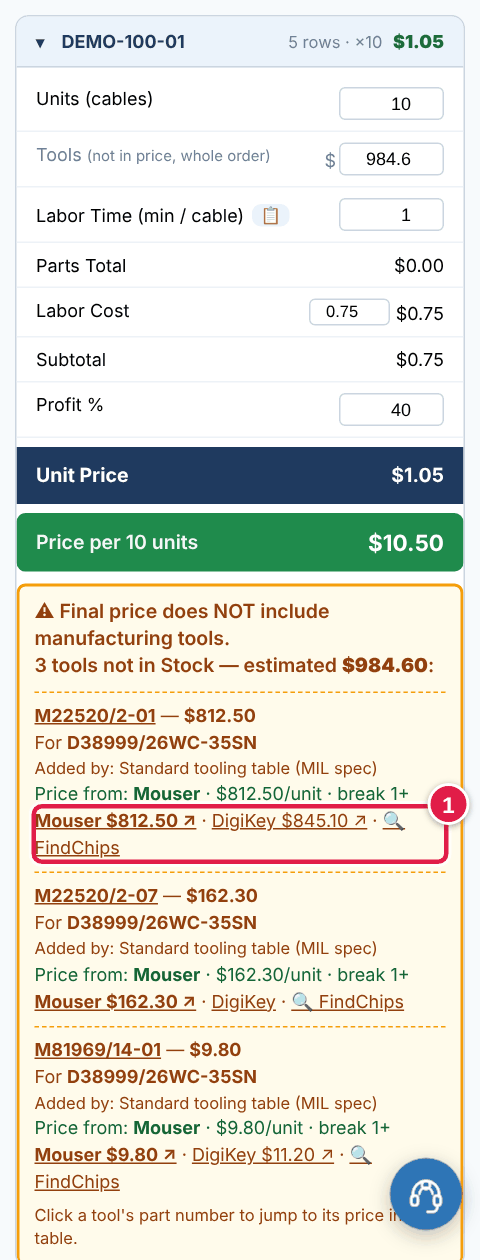 ▼ DEMO-100-01 5 rows · ×10 $1.05
Units (cables) 10
Tools (not in price, whole order) $ 984.6
Labor Time (min / cable) 📋 1
Parts Total $0.00
Labor Cost 0.75 $0.75
Subtotal $0.75
Profit % 40
Unit Price $1.05
Price per 10 units $10.50
⚠ Final price does NOT include
manufacturing tools.
3 tools not in Stock — estimated $984.60:
M22520/2-01 — $812.50
For D38999/26WC-35SN
Added by: Standard tooling table (MIL spec)
Price from: Mouser · $812.50/unit · break 1+
1
Mouser $812.50 ↗ · DigiKey $845.10 ↗ · 🔍
FindChips
M22520/2-07 — $162.30
For D38999/26WC-35SN
Added by: Standard tooling table (MIL spec)
Price from: Mouser · $162.30/unit · break 1+
Mouser $162.30 ↗ · DigiKey · 🔍 FindChips
M81969/14-01 — $9.80
For D38999/26WC-35SN
Added by: Standard tooling table (MIL spec)
Price from: Mouser · $9.80/unit · break 1+
Mouser $9.80 ↗ · DigiKey $11.20 ↗ · 🔍
FindChips
Click a tool's part number to jump to its price
table.